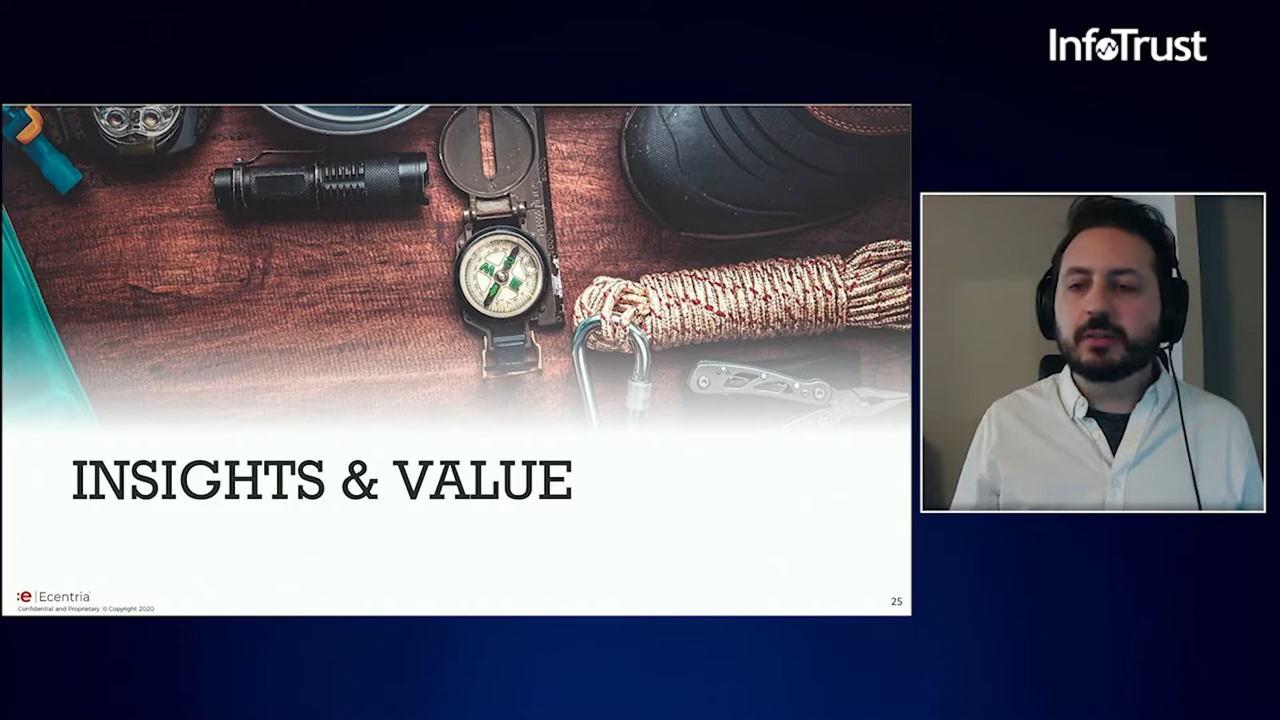 InfoTrust
INSIGHTS & VALUE
:e | Ecentria
Confidential and Proprietary. © Copyright 2020
25